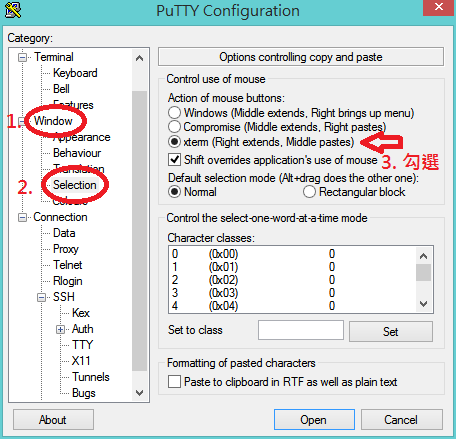 PuTTY Configuration
Category:
Terminal
Keyboard
Bell
Features
1.
Window
Appearance
Behaviour
Translation
2.
Selection
Colours
Connection
Data
Proxy
Telnet
Rlogin
SSH
Kex
Auth
TTY
X11
Tunnels
Bugs
Options controlling copy and paste
Control use of mouse
Action of mouse buttons:
Windows (Middle extends, Right brings up menu)
Compromise (Middle extends, Right pastes)
xterm (Right extends, Middle pastes)
3. 勾選
Shift overrides application's use of mouse
Default selection mode (Alt+drag does the other one):
Normal
Rectangular block
Control the select-one-word-at-a-time mode
Character classes:
0 (0x00) 0
1 (0x01) 0
2 (0x02) 0
3 (0x03) 0
4 (0x04) 0
Set to class
Set
Formatting of pasted characters
Paste to clipboard in RTF as well as plain text
About
Open
Cancel